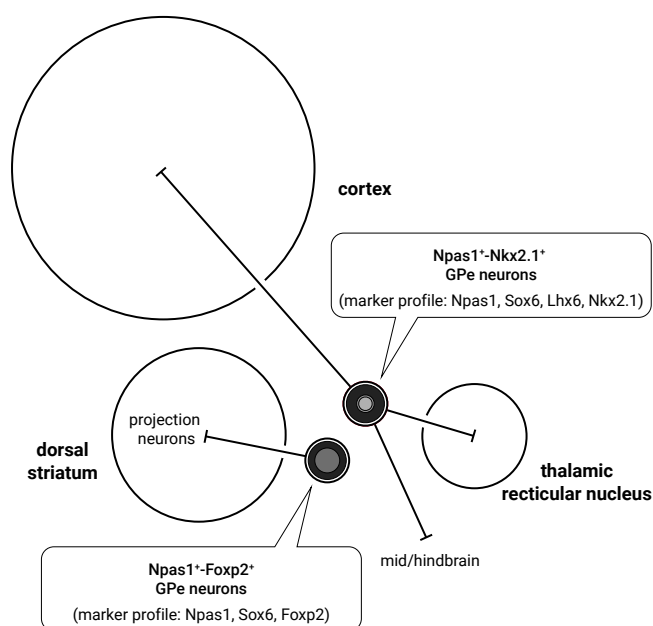 cortex
Npas1⁺-Nkx2.1⁺
GPe neurons
(marker profile: Npas1, Sox6, Lhx6, Nkx2.1)
projection
neurons
dorsal
striatum
thalamic
recticular nucleus
mid/hindbrain
Npas1⁺-Foxp2⁺
GPe neurons
(marker profile: Npas1, Sox6, Foxp2)